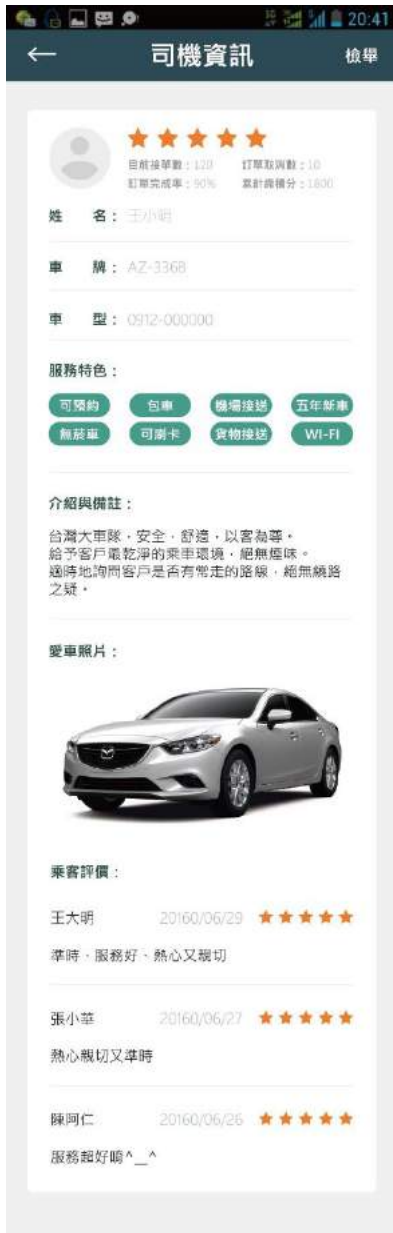 20:41
司機資訊
檢舉
目前接單數：120 訂單取消數：10
訂單完成率：90% 累計總積分：1800
姓 名： 王小明
車 牌： AZ-3368
車 型： 0912-000000
服務特色：
可預約 包車 機場接送 五年新車
無菸車 可刷卡 貨物接送 WI-FI
介紹與備註：
台灣大車隊，安全、舒適、以客為尊。
給予客戶最乾淨的乘車環境，絕無煙味。
適時地詢問客戶是否有常走的路線，絕無繞路
之疑。
愛車照片：
乘客評價：
王大明 20160/06/29
準時、服務好、熱心又親切
張小華 20160/06/27
熱心親切又準時
陳阿仁 20160/06/26
服務超好唷^__^